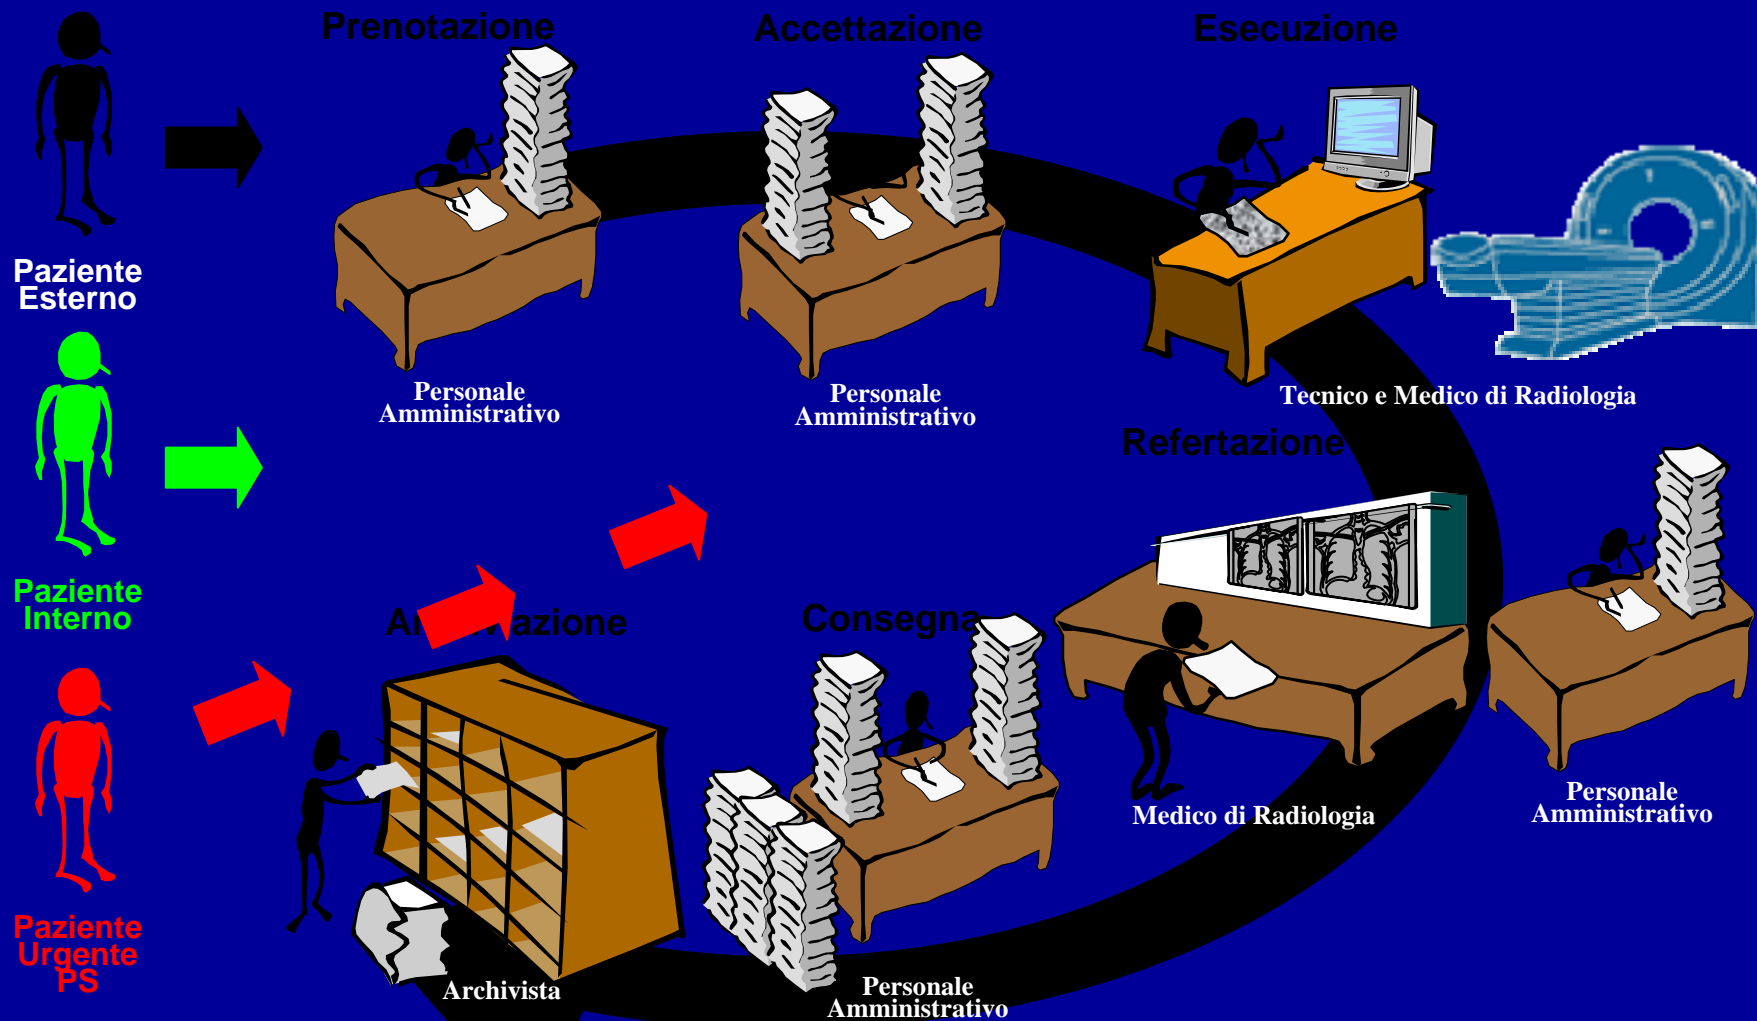 Prenotazione
Accettazione
Esecuzione
Paziente
Esterno
Personale
Amministrativo
Personale
Amministrativo
Tecnico e Medico di Radiologia
Refertazione
Paziente
Interno
Consegna
Medico di Radiologia
Personale
Amministrativo
Paziente
Urgente
PS
Archivista
Personale
Amministrativo